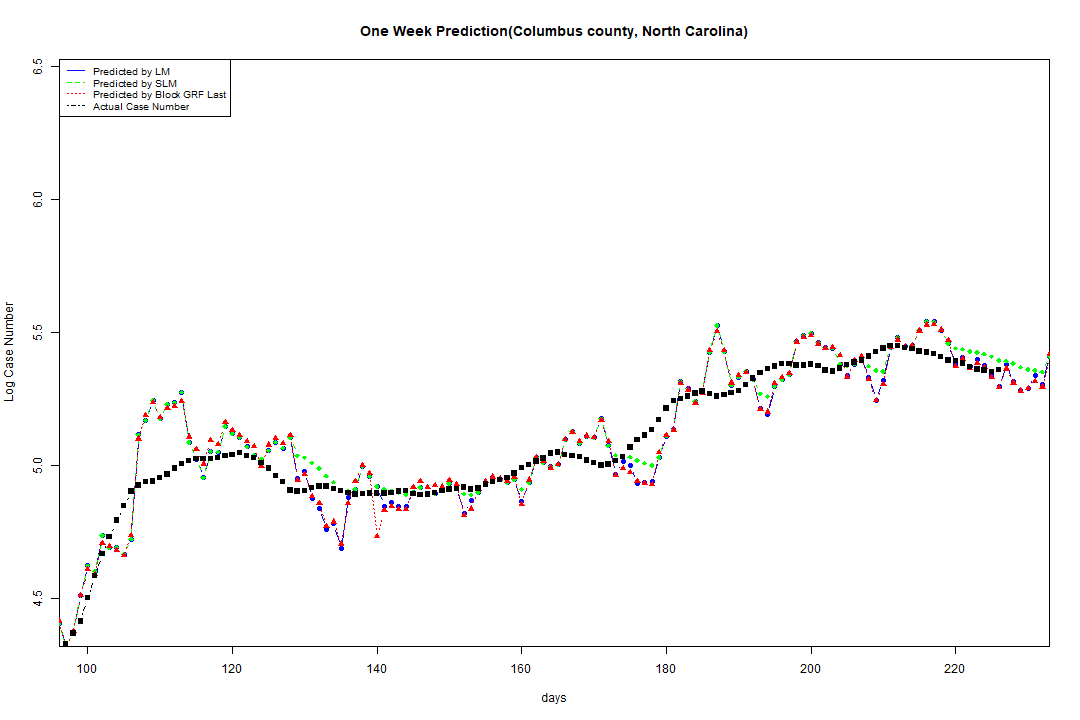 One Week Prediction(Columbus county, North Carolina)
6.5
Predicted by LM
Predicted by SLM
Predicted by Block GRF Last
Actual Case Number
6.0
5.5
Log Case Number
5.0
4.5
100 120 140 160 180 200 220
days